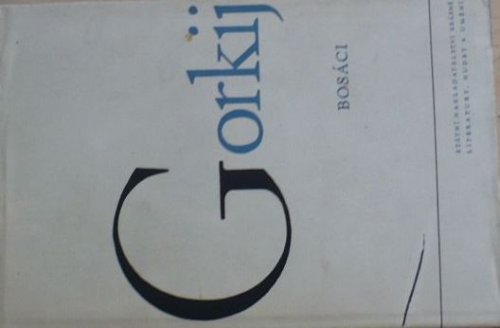 Gorkij
BOSÁCI
STÁTNÍ NAKLADATELSTVÍ KRÁSNÉ
LITERATURY, HUDBY A UMĚNÍ